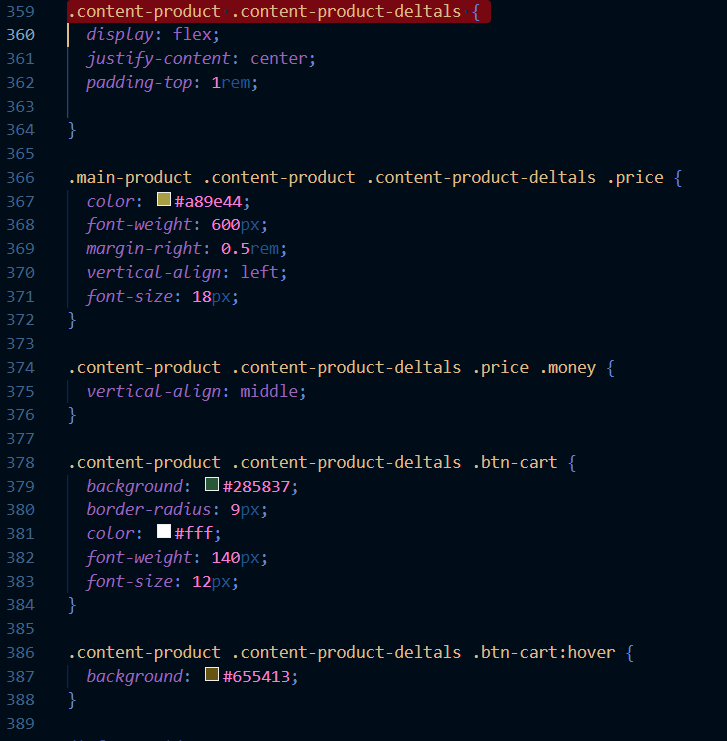 359 .content-product .content-product-deltals {
360 display: flex;
361 justify-content: center;
362 padding-top: 1rem;
363
364 }
365
366 .main-product .content-product .content-product-deltals .price {
367 color: #a89e44;
368 font-weight: 600px;
369 margin-right: 0.5rem;
370 vertical-align: left;
371 font-size: 18px;
372 }
373
374 .content-product .content-product-deltals .price .money {
375 vertical-align: middle;
376 }
377
378 .content-product .content-product-deltals .btn-cart {
379 background: #285837;
380 border-radius: 9px;
381 color: #fff;
382 font-weight: 140px;
383 font-size: 12px;
384 }
385
386 .content-product .content-product-deltals .btn-cart:hover {
387 background: #655413;
388 }
389